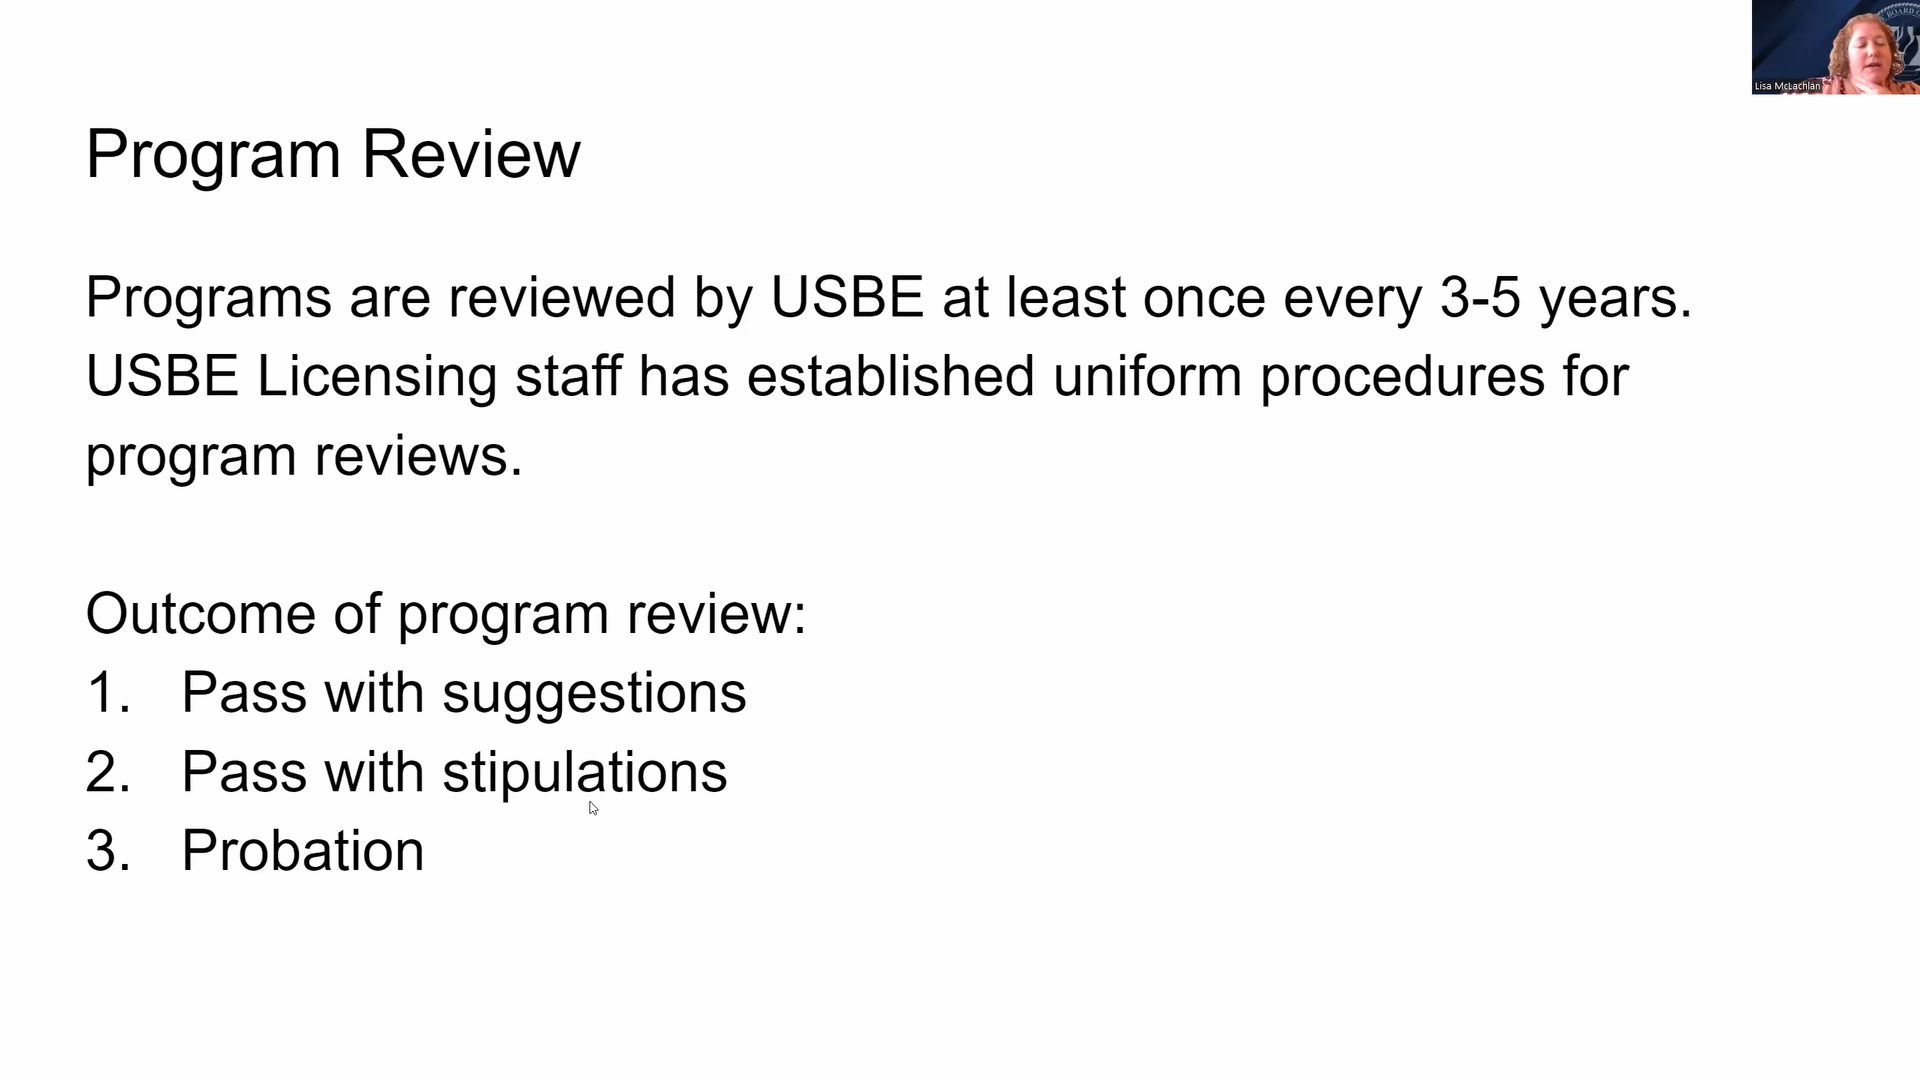 BOARD
Lisa McLachlan
Program Review
Programs are reviewed by USBE at least once every 3-5 years.
USBE Licensing staff has established uniform procedures for
program reviews.
Outcome of program review:
1. Pass with suggestions
2. Pass with stipulations
3. Probation